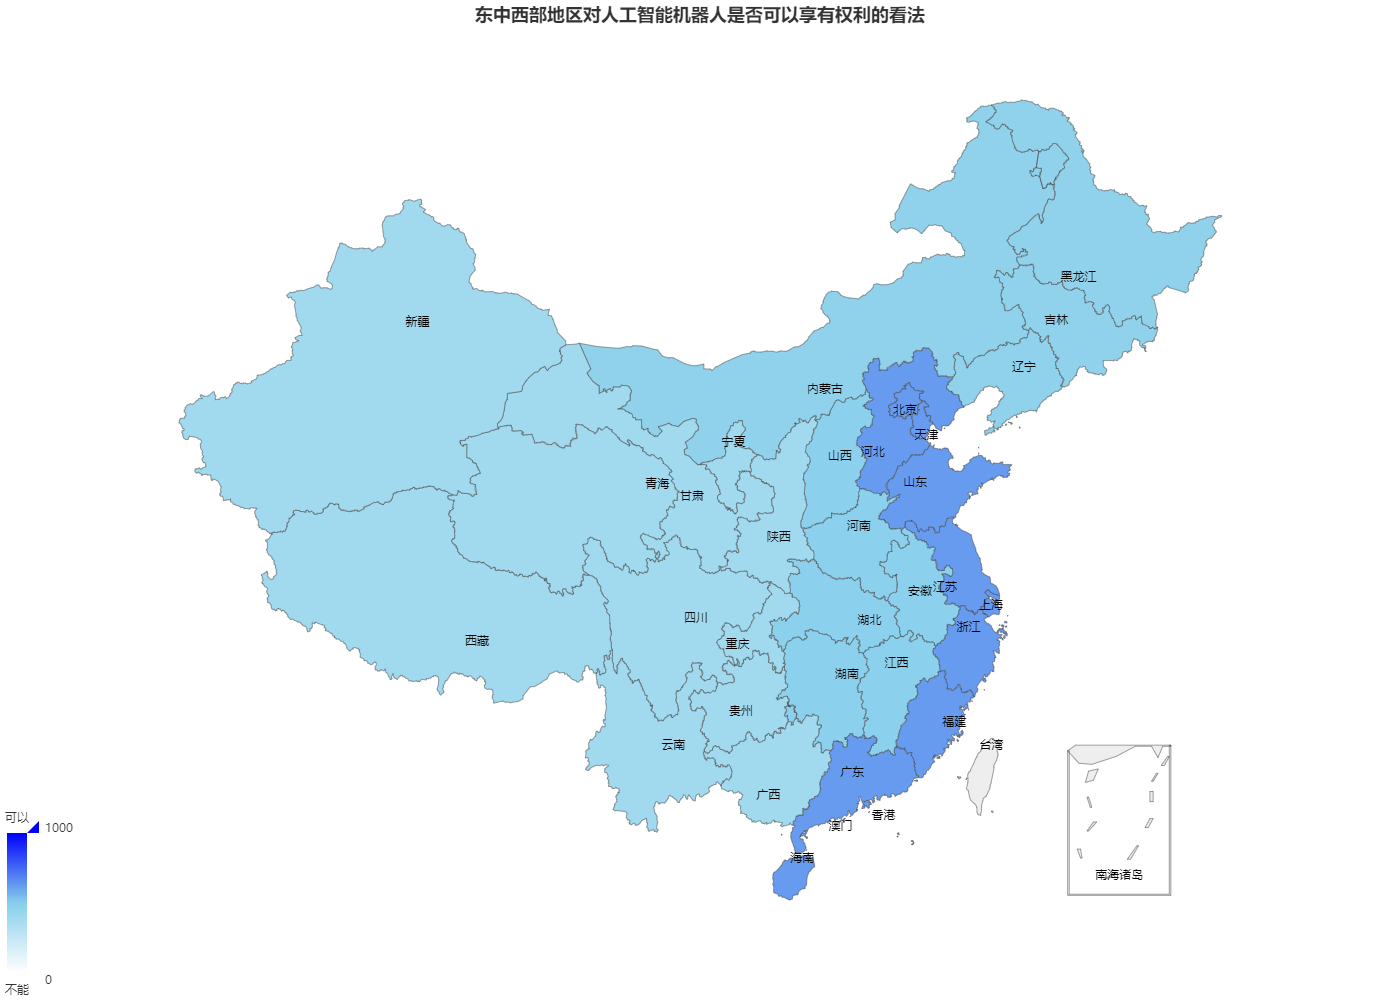 东中西部地区对人工智能机器人是否可以享有权利的看法
黑龙江
新疆
吉林
辽宁
内蒙古
北京
天津
宁夏
河北
山西
青海
山东
甘肃
河南
陕西
江苏
安徽
上海
四川
湖北
浙江
西藏
重庆
江西
湖南
贵州
福建
云南
台湾
广东
广西
香港
澳门
海南
南海诸岛
可以
1000
0
不能